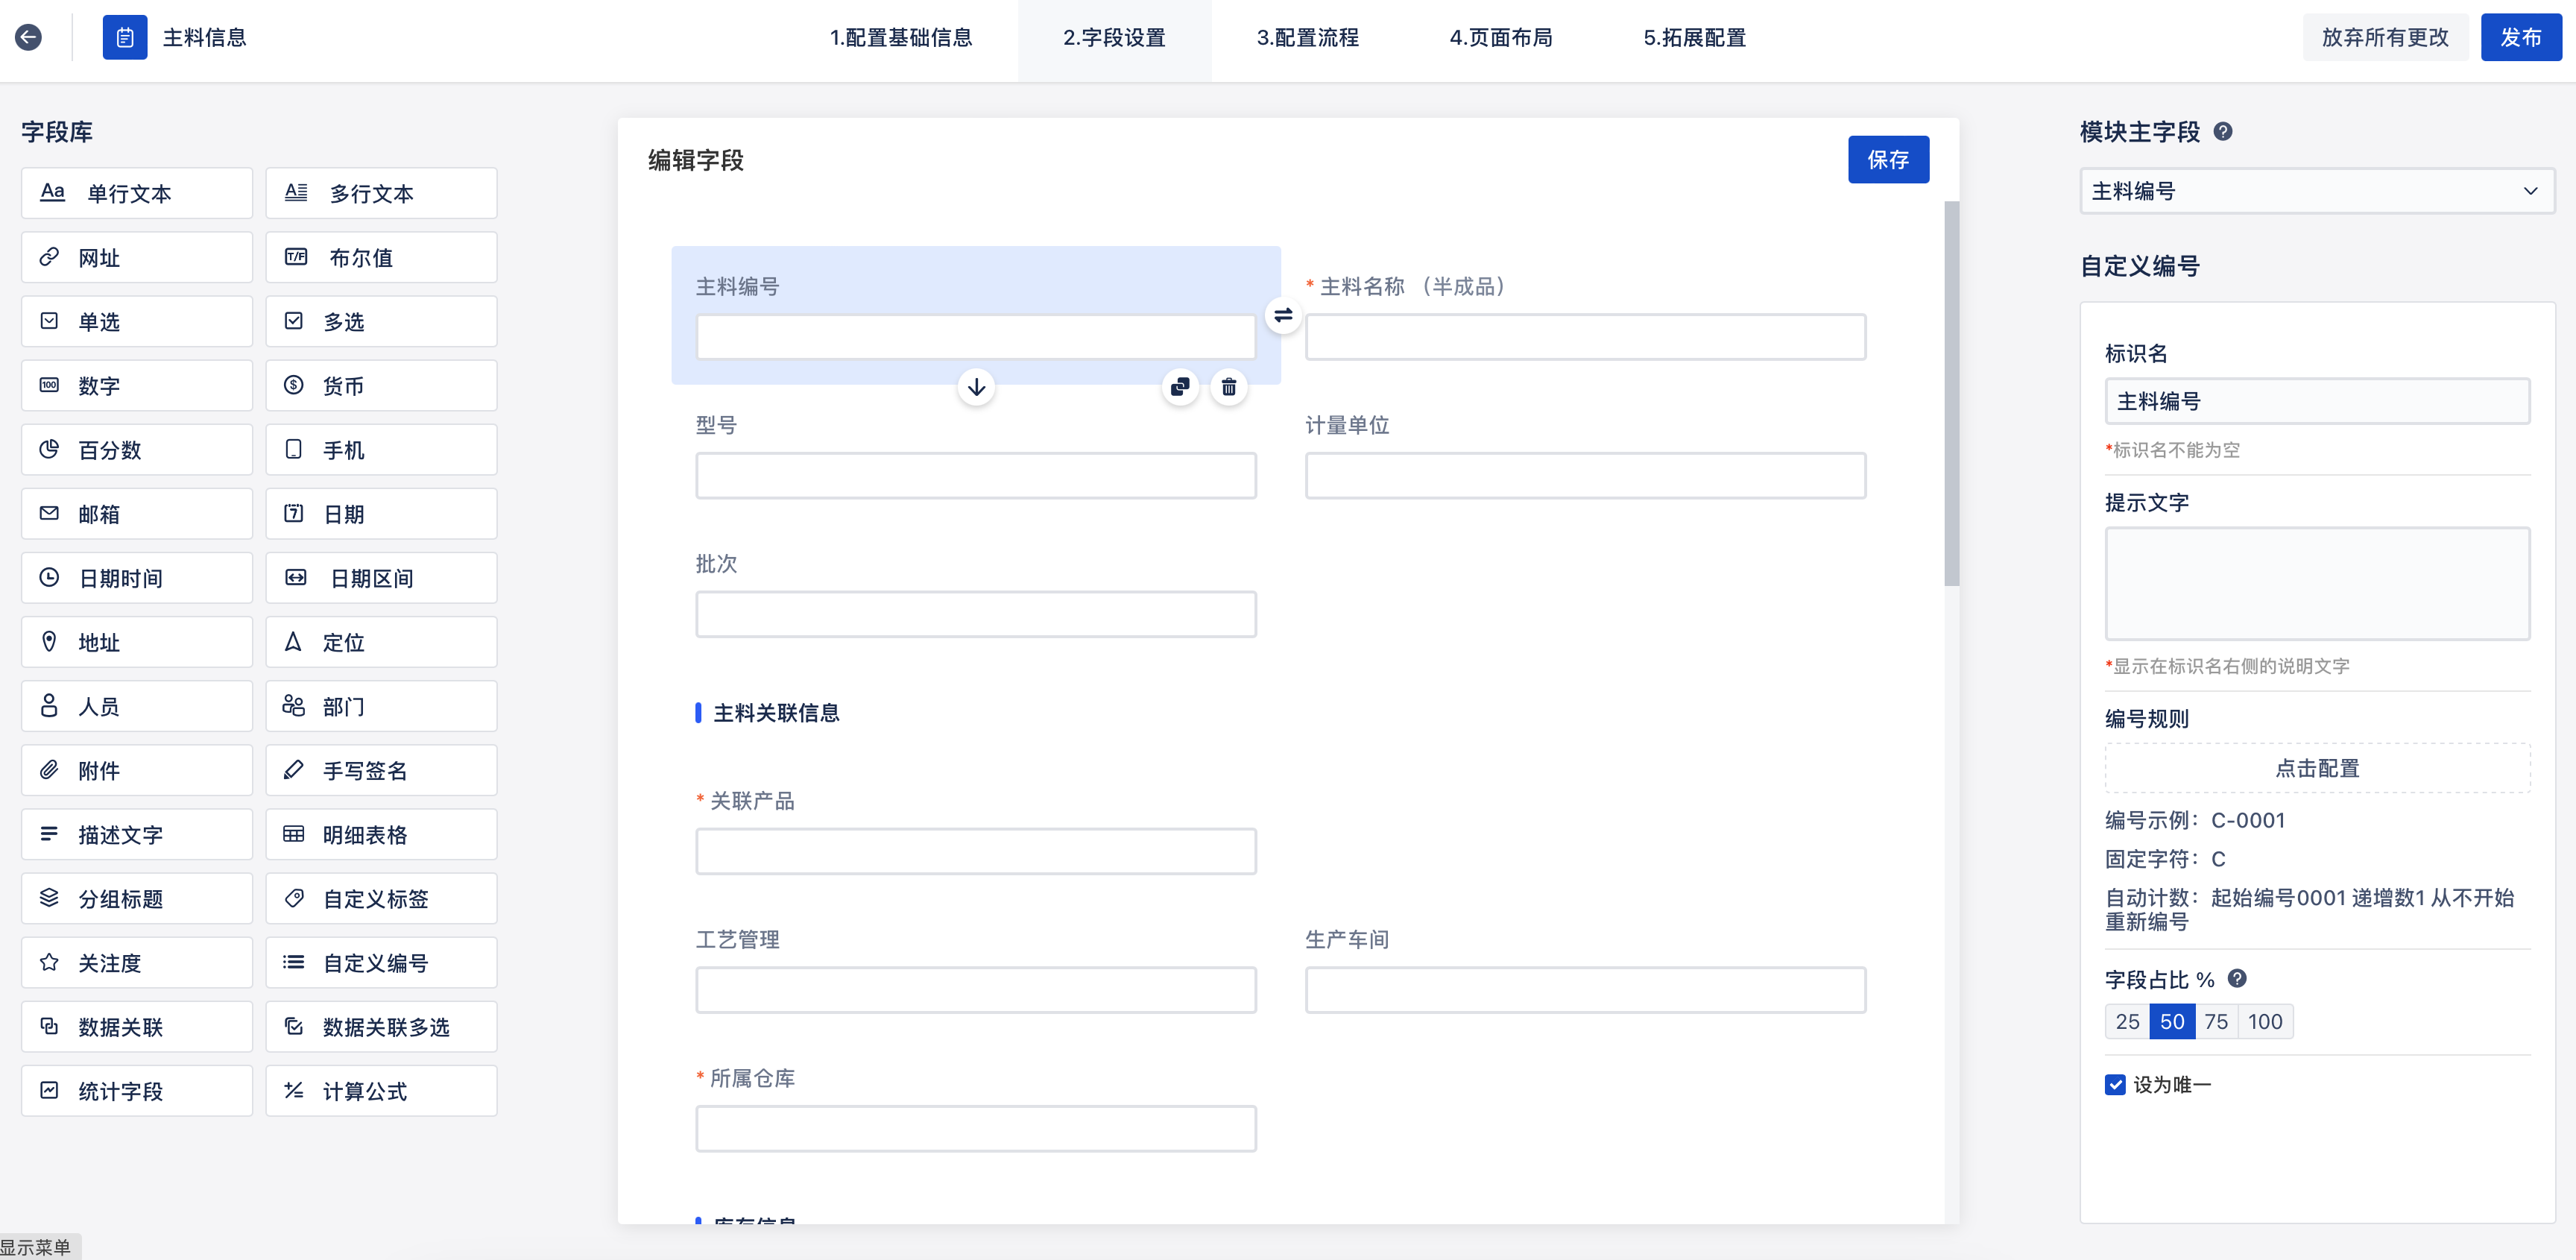 主料信息
1.配置基础信息
2.字段设置
3.配置流程
4.页面布局
5.拓展配置
放弃所有更改
发布
字段库
Aa 单行文本
多行文本
网址
T/F 布尔值
单选
多选
100 数字
货币
百分数
手机
邮箱
7 日期
日期时间
日期区间
地址
定位
人员
部门
附件
手写签名
描述文字
明细表格
分组标题
自定义标签
关注度
自定义编号
数据关联
数据关联多选
统计字段
计算公式
显示菜单
编辑字段
保存
主料编号
* 主料名称 （半成品）
型号
计量单位
批次
主料关联信息
* 关联产品
工艺管理
生产车间
* 所属仓库
库存信息
模块主字段
主料编号
自定义编号
标识名
主料编号
*标识名不能为空
提示文字
*显示在标识名右侧的说明文字
编号规则
点击配置
编号示例：C-0001
固定字符：C
自动计数：起始编号0001 递增数1 从不开始
重新编号
字段占比 %
25 50 75 100
设为唯一